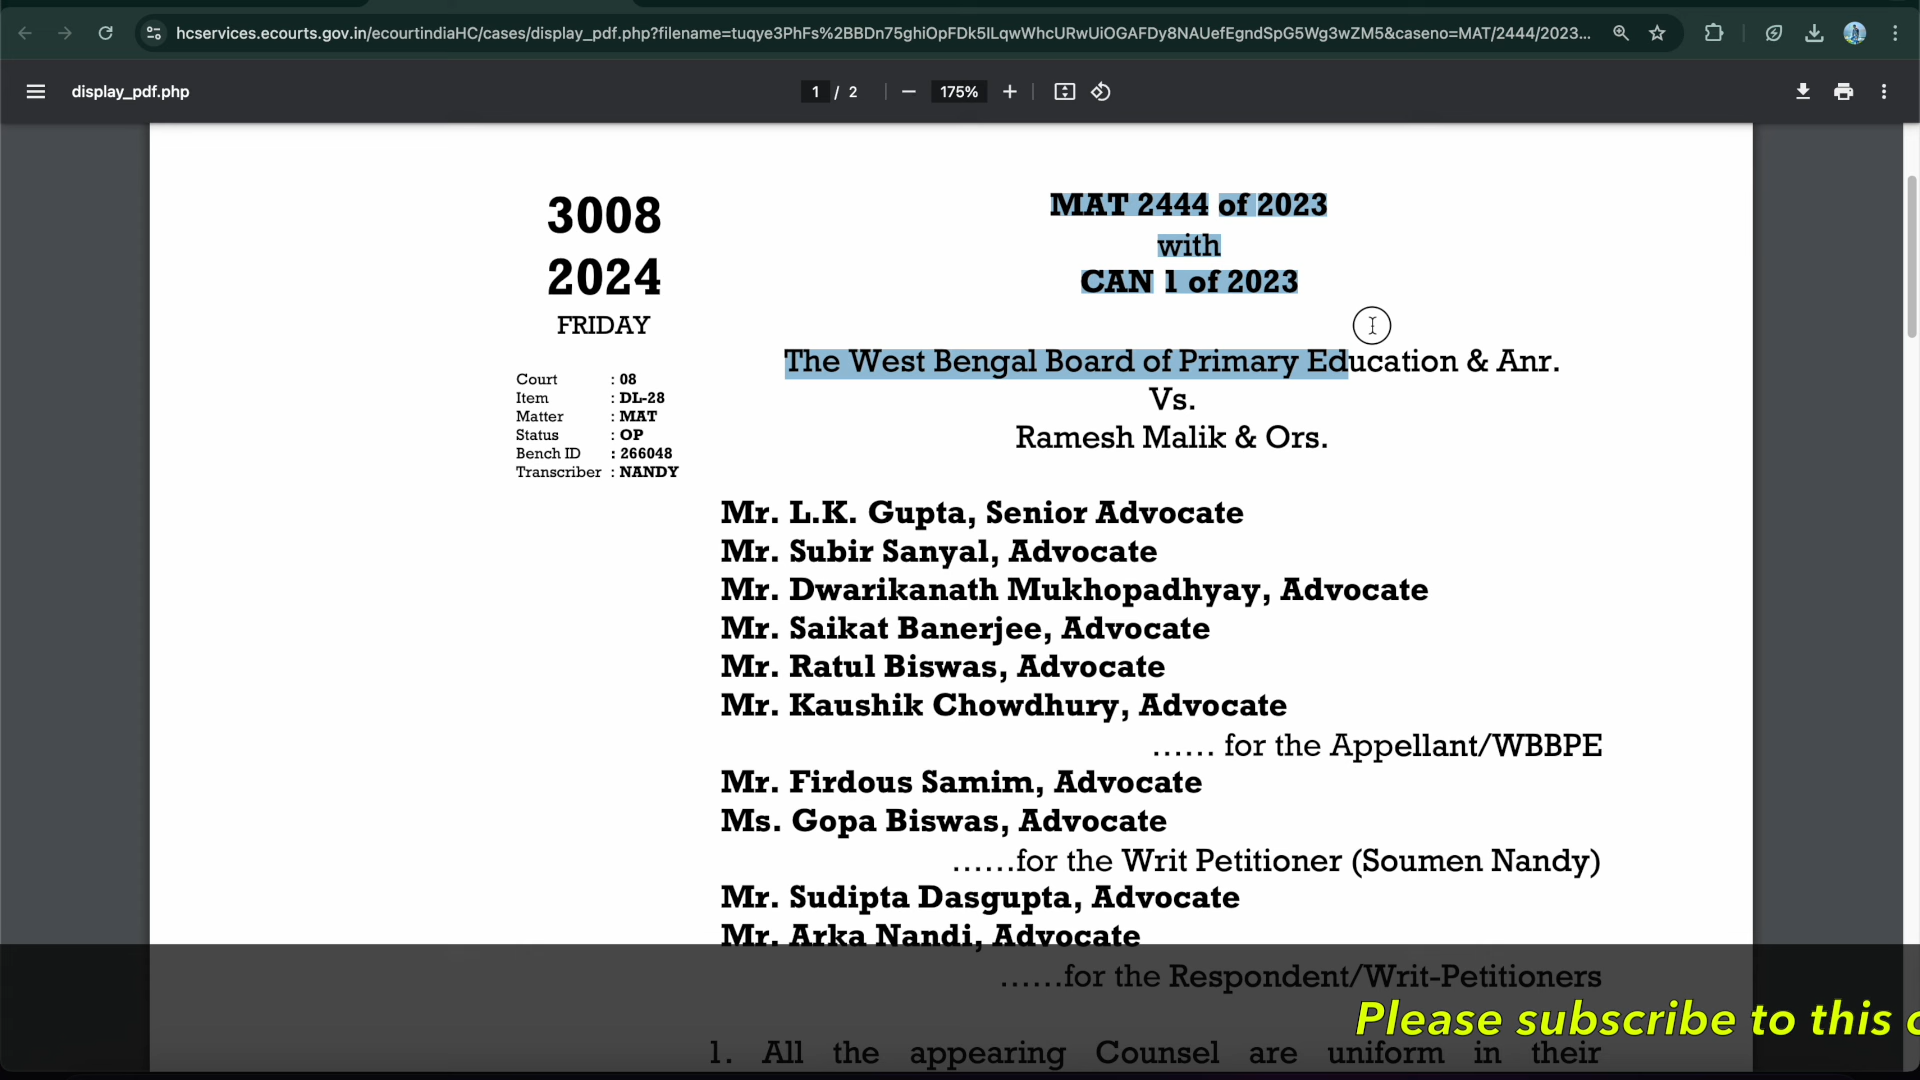 hcservices.ecourts.gov.in/ecourtindiaHC/cases/display_pdf.php?filename=tuqye3PhFs%2BBDn75ghiOpFDk5ILqwWhcURwUiOGAFDy8NAUefEgndSpG5Wg3wZM5&caseno=MAT/2444/2023...
display_pdf.php
1 / 2
175%
3008
2024
FRIDAY
Court : 08
Item : DL-28
Matter : MAT
Status : OP
Bench ID : 266048
Transcriber : NANDY
MAT 2444 of 2023
with
CAN 1 of 2023
The West Bengal Board of Primary Education & Anr.
Vs.
Ramesh Malik & Ors.
Mr. L.K. Gupta, Senior Advocate
Mr. Subir Sanyal, Advocate
Mr. Dwarikanath Mukhopadhyay, Advocate
Mr. Saikat Banerjee, Advocate
Mr. Ratul Biswas, Advocate
Mr. Kaushik Chowdhury, Advocate
...... for the Appellant/WBBPE
Mr. Firdous Samim, Advocate
Ms. Gopa Biswas, Advocate
......for the Writ Petitioner (Soumen Nandy)
Mr. Sudipta Dasgupta, Advocate
Mr. Arka Nandi, Advocate
......for the Respondent/Writ-Petitioners
Please subscribe to this
1. All the appearing Counsel are uniform in their